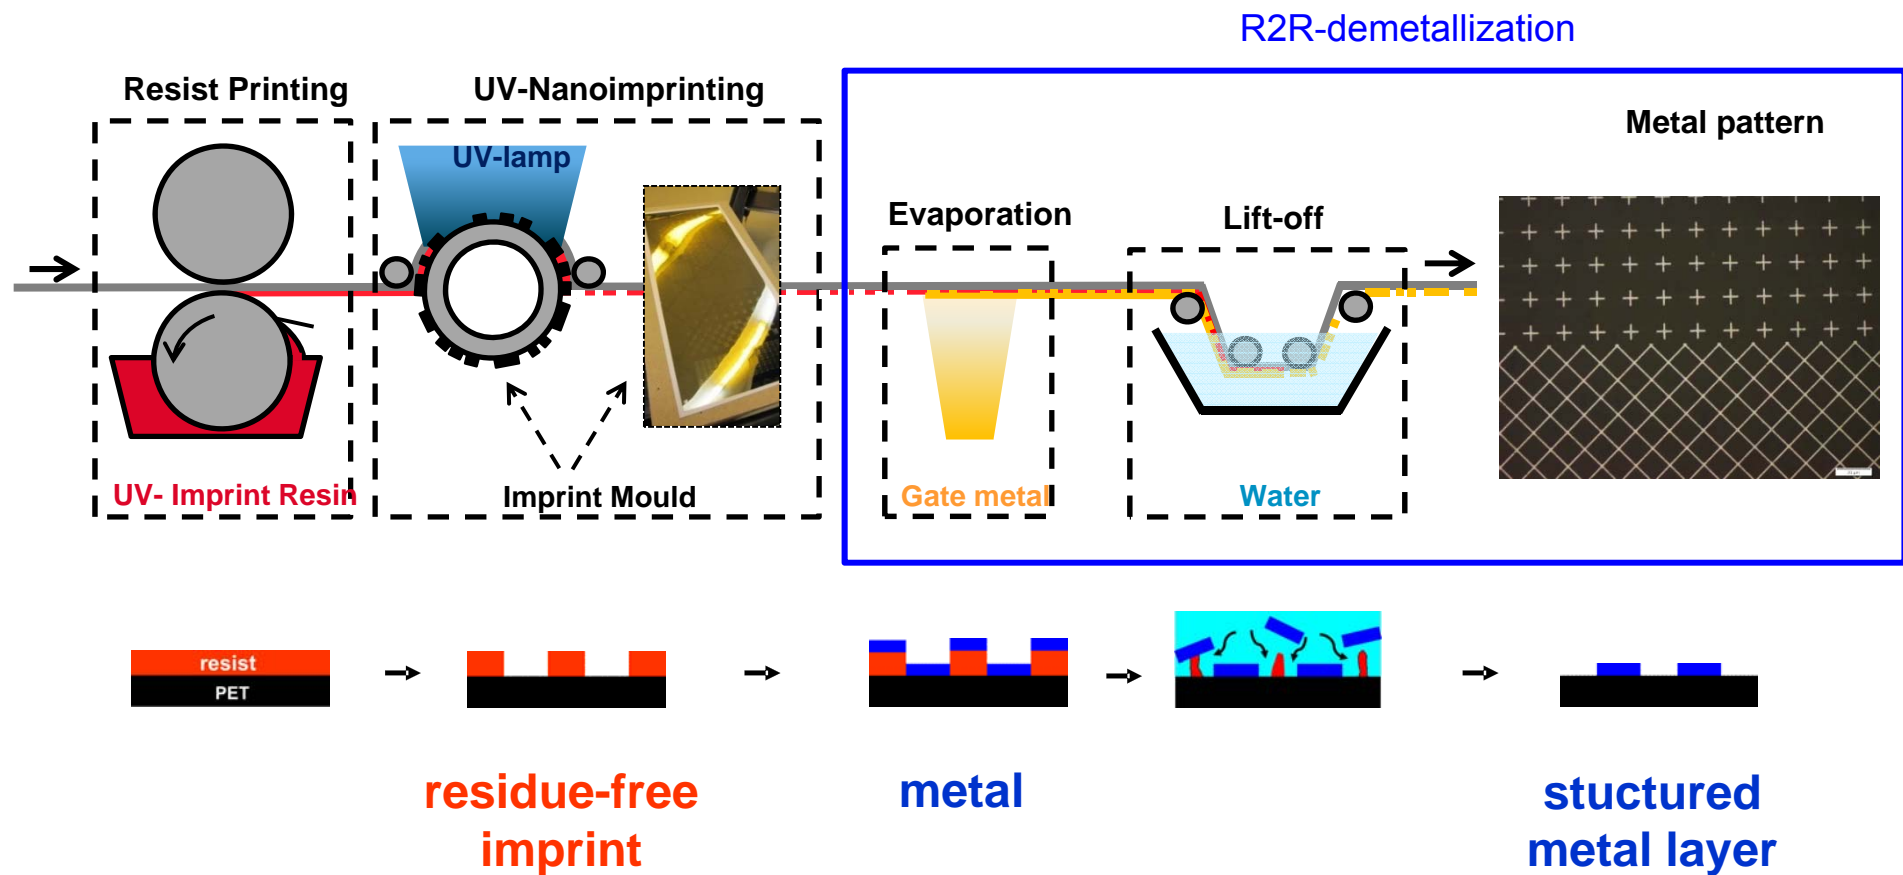 R2R-demetallization
Resist Printing
UV-Nanoimprinting
Metal pattern
UV-lamp
Evaporation
Lift-off
UV- Imprint Resin
Imprint Mould
Gate metal
Water
resist
PET
residue-free
imprint
metal
stuctured
metal layer